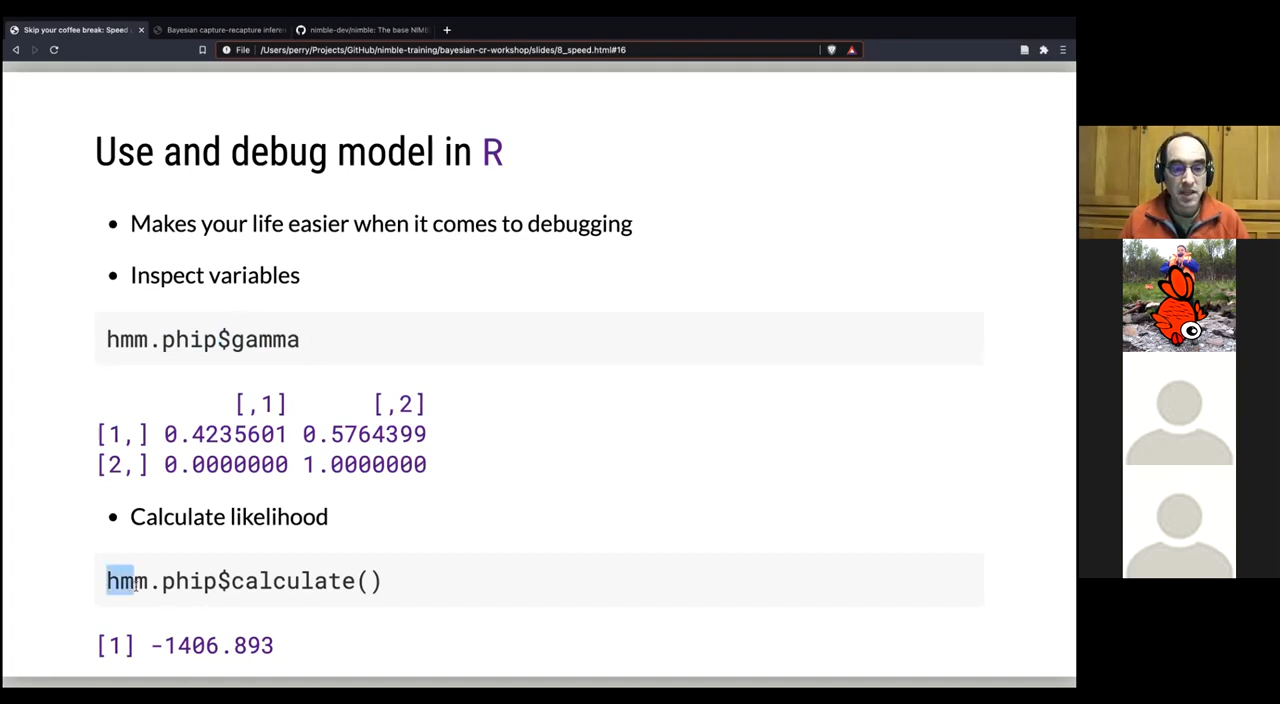 Skip your coffee break: Speed
Bayesian capture-recapture infere
nimble-dev/nimble: The base NIMB
File
/Users/perry/Projects/GitHub/nimble-training/bayesian-cr-workshop/slides/8_speed.html#16
Use and debug model in R
• Makes your life easier when it comes to debugging
• Inspect variables
hmm.phip$gamma
[,1] [,2]
[1,] 0.4235601 0.5764399
[2,] 0.0000000 1.0000000
• Calculate likelihood
hmm.phip$calculate()
[1] -1406.893